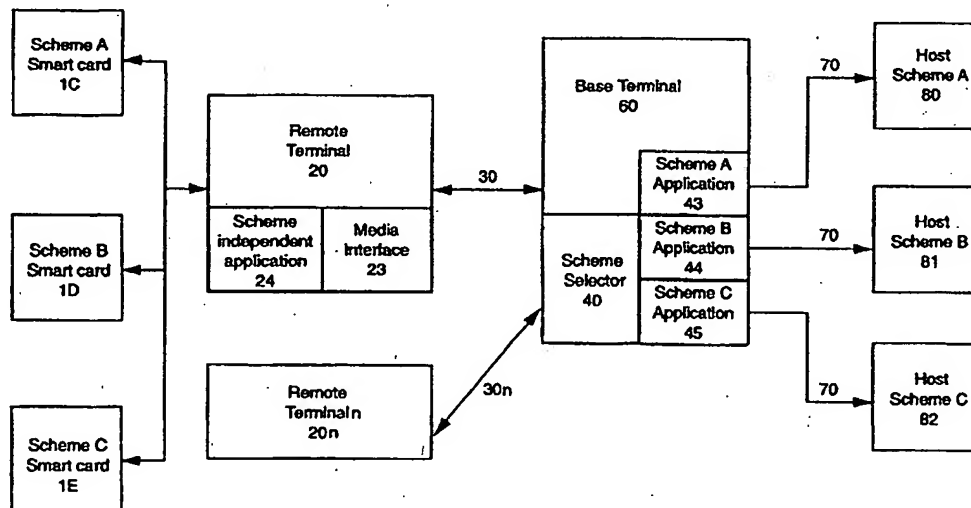 Scheme A
Smart card
1C
Scheme B
Smart card
1D
Scheme C
Smart card
1E
Remote
Terminal
20
Scheme
independent
application
24
Media
Interface
23
Remote
Terminal n
20n
30
30n
Base Terminal
60
Scheme A
Application
43
Scheme Selector
40
Scheme B
Application
44
Scheme C
Application
45
70
70
70
Host
Scheme A
80
Host
Scheme B
81
Host
Scheme C
82